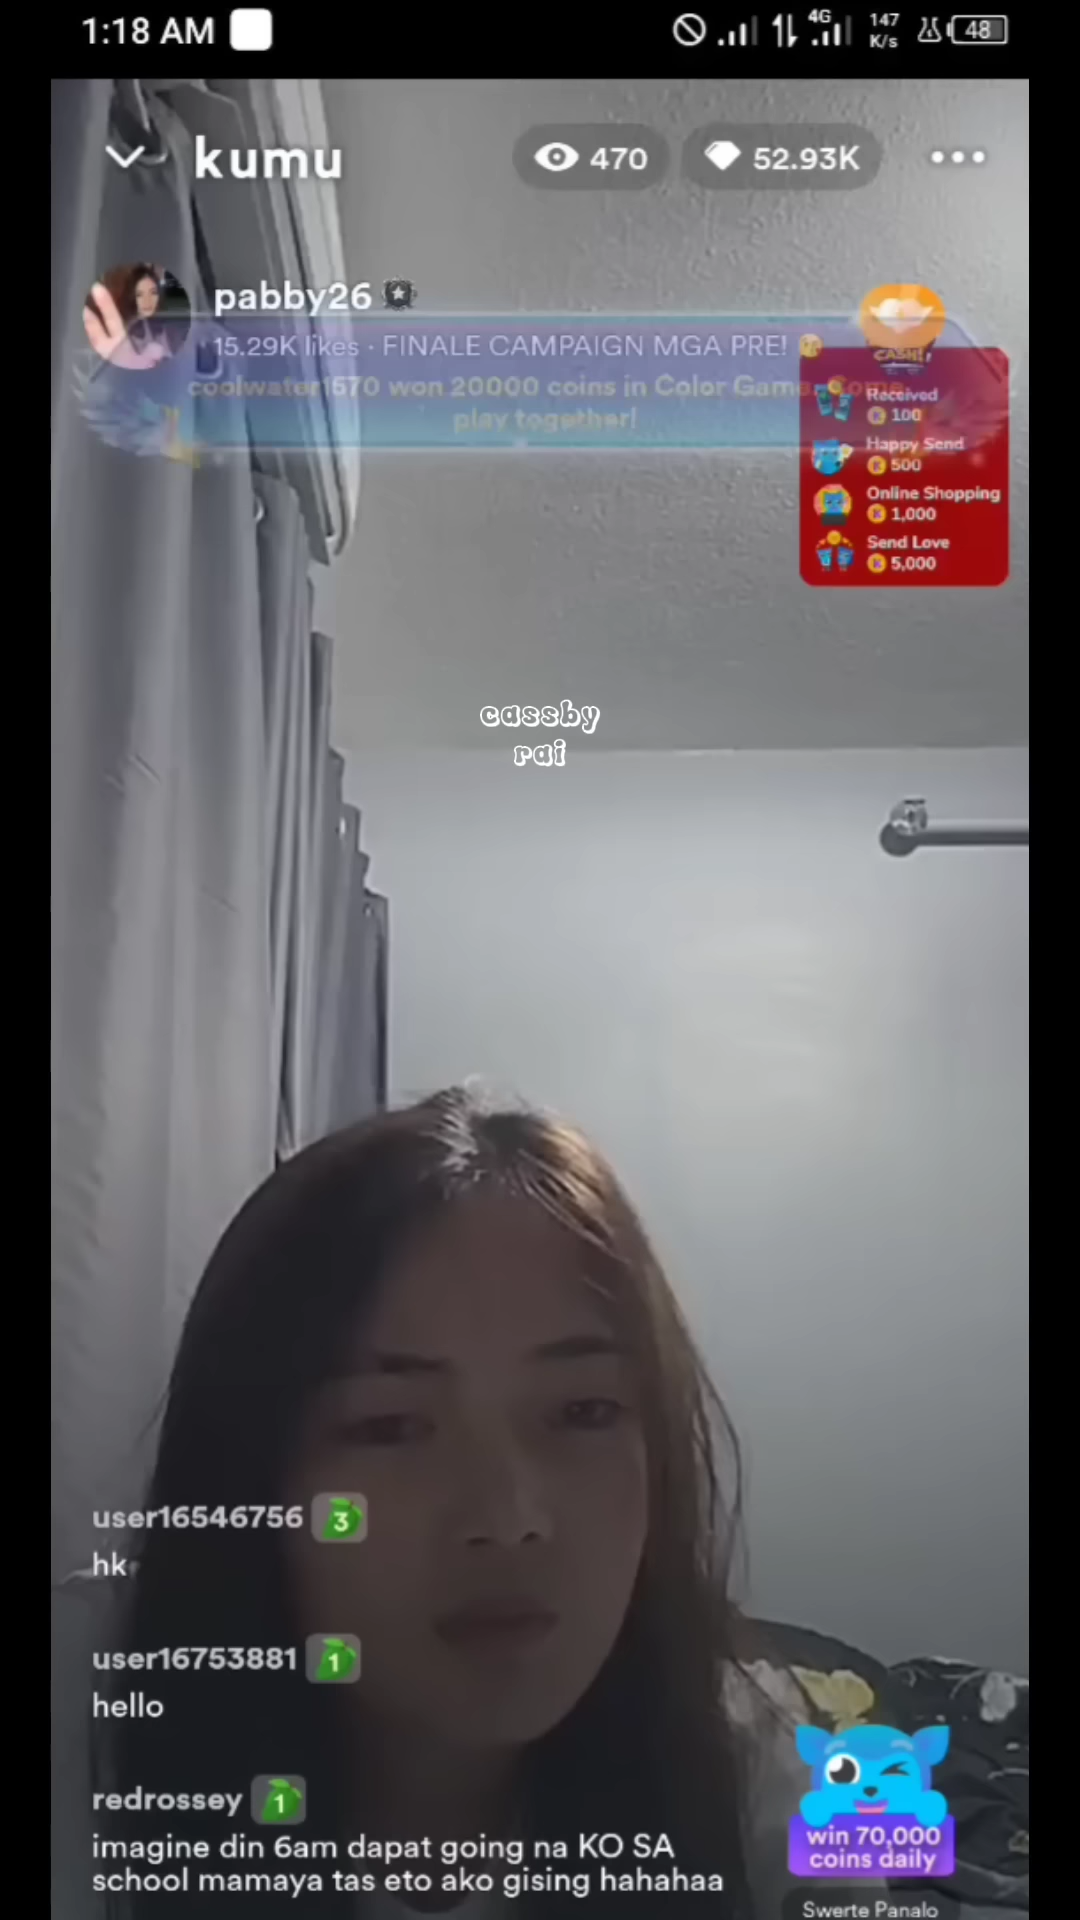 1:18 AM
4G
147
K/s
48
kumu
470
52.93K
pabby26
15.29K likes · FINALE CAMPAIGN MGA PRE!
coolwater1570 won 20000 coins in Color Game. Come
play together!
CASH!
Received
100
Happy Send
500
Online Shopping
1,000
Send Love
5,000
cassby
rai
user16546756 3
hk
user16753881 1
hello
redrossey 1
imagine din 6am dapat going na KO SA
school mamaya tas eto ako gising hahahaa
win 70,000
coins daily
Swerte Panalo